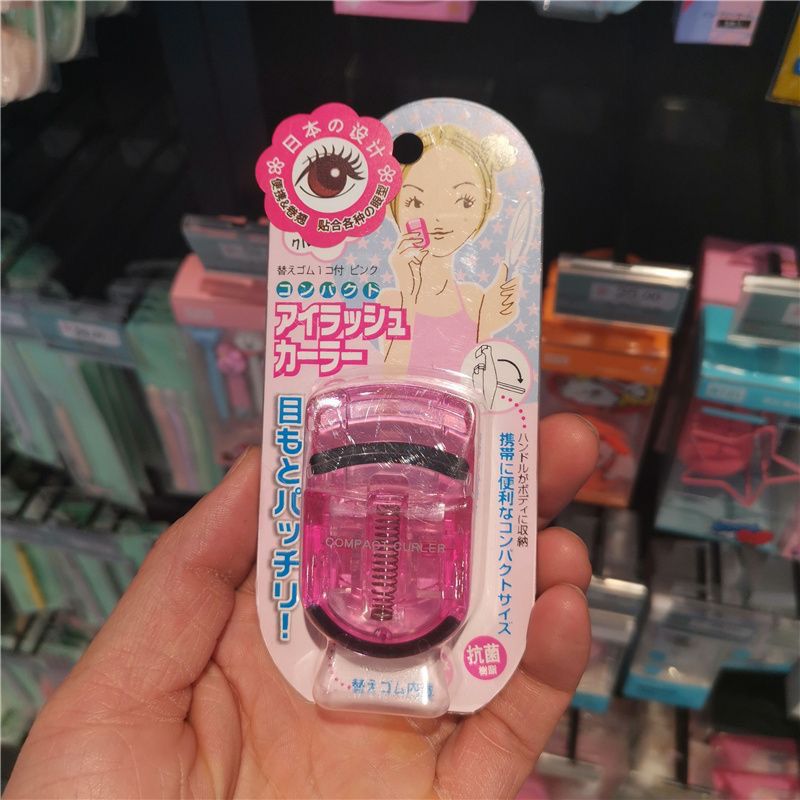 日本の设计
便携&卷翘 贴合各种の眼型
替えゴム1コ付 ピンク
コンパクト
アイラッシュ
カーラー
目もとパッチリ!
ハンドルがボディに収納
携帯に便利なコンパクトサイズ
COMPACT CURLER
抗菌
樹脂
替えゴム内蔵